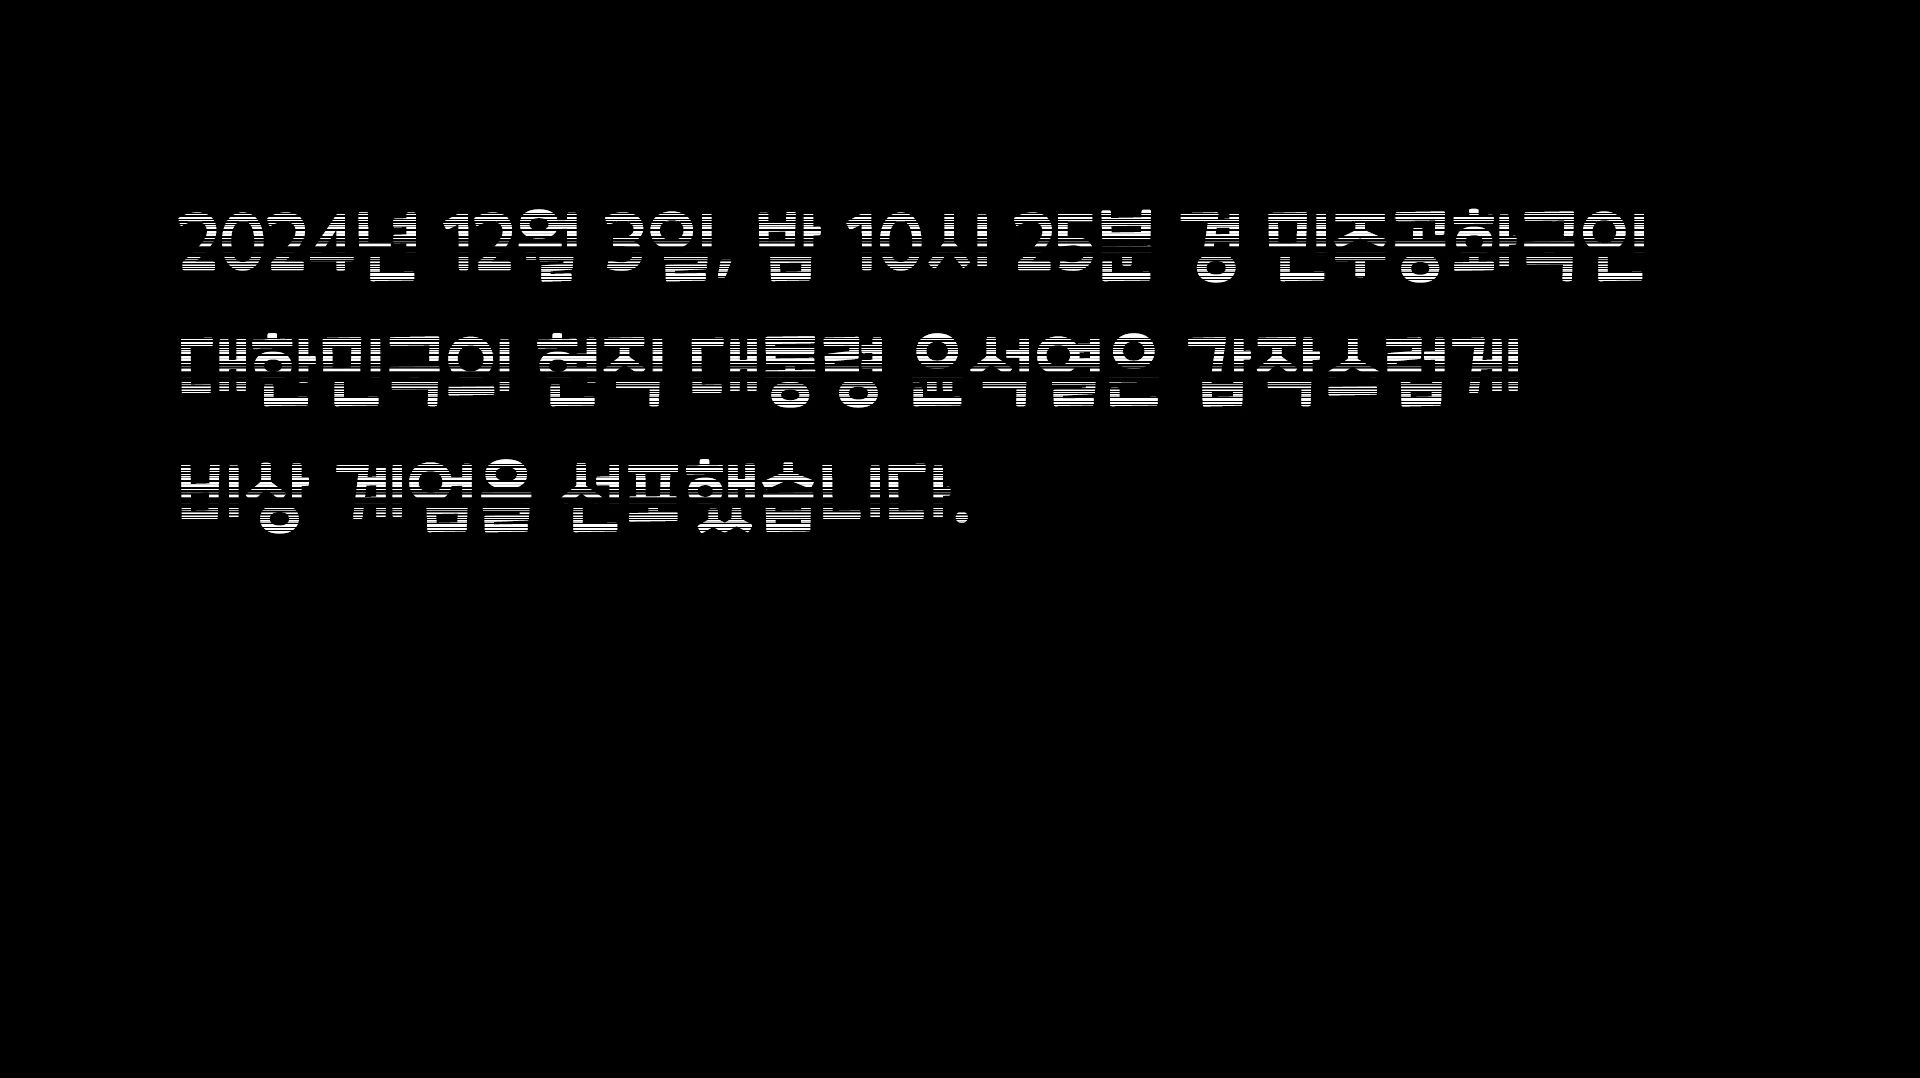 2024년 12월 3일, 밤 10시 25분 경 민주공화국인
대한민국의 현직 대통령 윤석열은 갑작스럽게
비상 계엄을 선포했습니다.